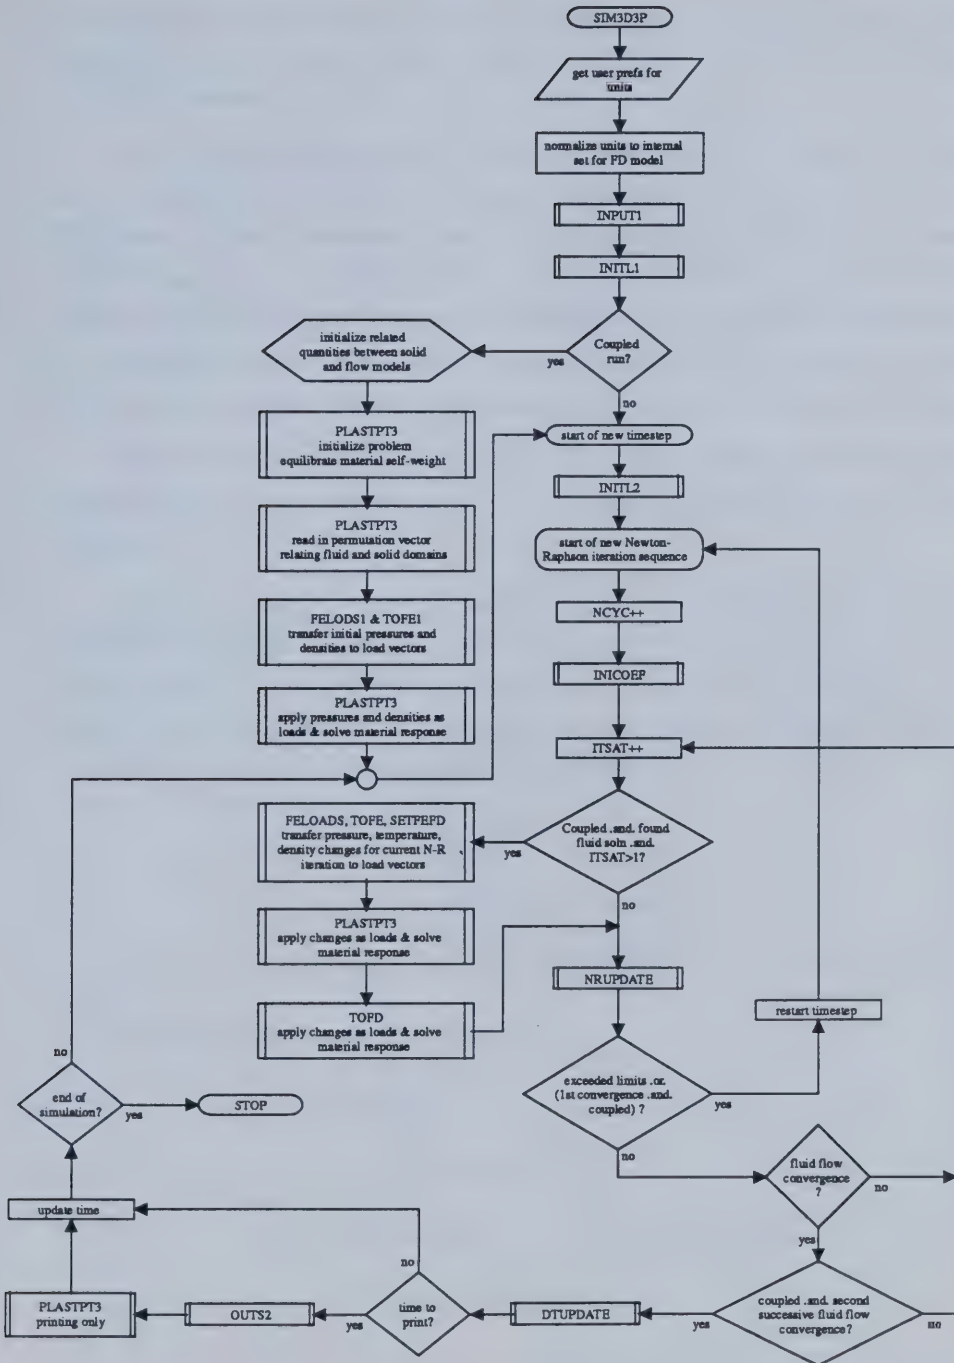 SIM3D3P
get user prefs for
units
normalize units to internal
set for FD model
INPUT1
INITL1
Coupled
run?
yes
no
initialize related
quantities between solid
and flow models
PLASTPT3
initialize problem
equilibrate material self-weight
PLASTPT3
read in permutation vector
relating fluid and solid domains
FELODS1 & TOFE1
transfer initial pressures and
densities to load vectors
PLASTPT3
apply pressures and densities as
loads & solve material response
start of new timestep
INITL2
start of new Newton-
Raphson iteration sequence
NCYC++
INICOEF
ITSAT++
Coupled .and. found
fluid soln .and.
ITSAT>1?
yes
no
FELOADS, TOFE, SETPEFD
transfer pressure, temperature,
density changes for current N-R
iteration to load vectors
PLASTPT3
apply changes as loads & solve
material response
TOFD
apply changes as loads & solve
material response
NRUPDATE
restart timestep
exceeded limits .or.
(1st convergence .and.
coupled) ?
yes
no
fluid flow
convergence
?
no
yes
coupled .and. second
successive fluid flow
convergence?
no
yes
DTUPDATE
time to
print?
no
yes
OUTS2
PLASTPT3
printing only
update time
end of
simulation?
no
yes
STOP